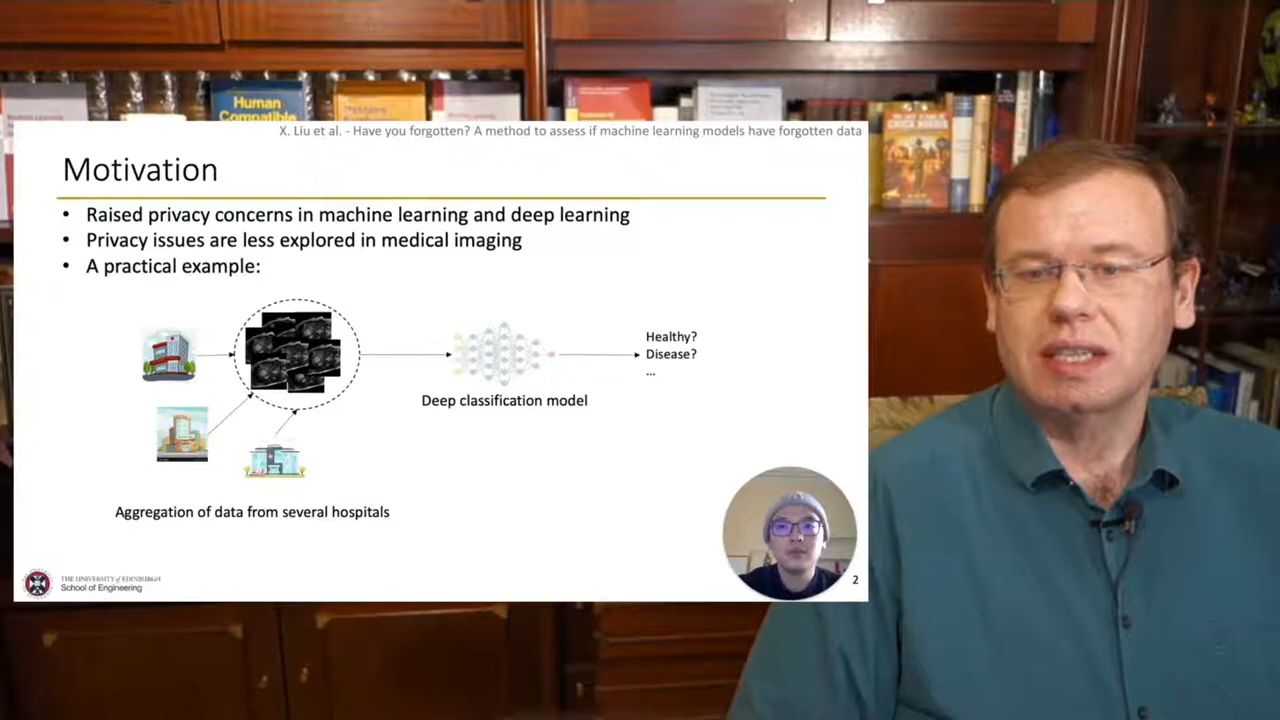 Human
Compatible
X. Liu et al. - Have you forgotten? A method to assess if machine learning models have forgotten data
Motivation
• Raised privacy concerns in machine learning and deep learning
• Privacy issues are less explored in medical imaging
• A practical example:
Healthy?
Disease?
...
Deep classification model
Aggregation of data from several hospitals
THE UNIVERSITY of EDINBURGH
School of Engineering
2